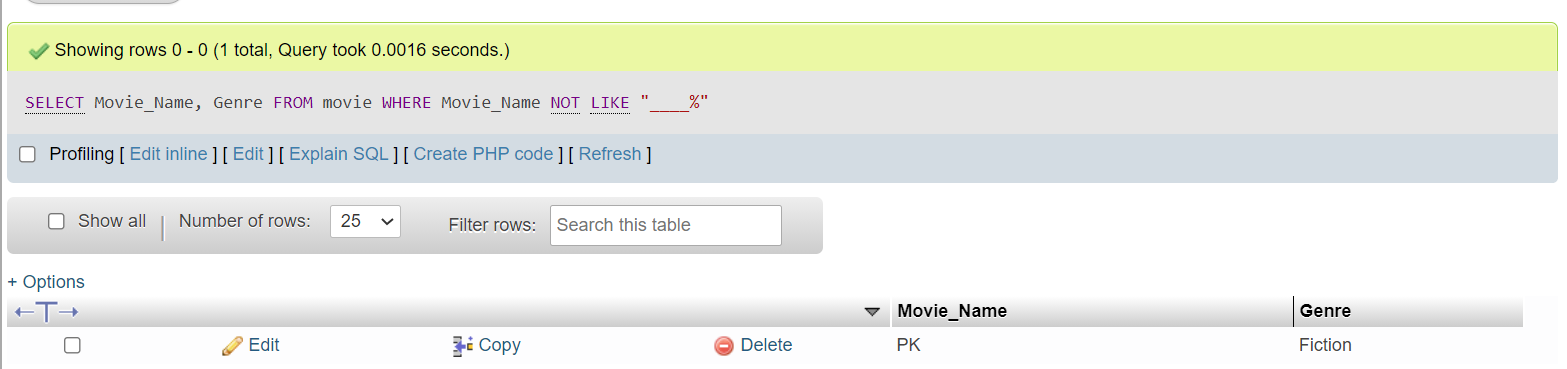 Showing rows 0 - 0 (1 total, Query took 0.0016 seconds.)
SELECT Movie_Name, Genre FROM movie WHERE Movie_Name NOT LIKE "____%"
Profiling [ Edit inline ] [ Edit ] [ Explain SQL ] [ Create PHP code ] [ Refresh ]
Show all | Number of rows: 25 Filter rows: Search this table
+ Options
←T→ Movie_Name Genre
Edit Copy Delete PK Fiction